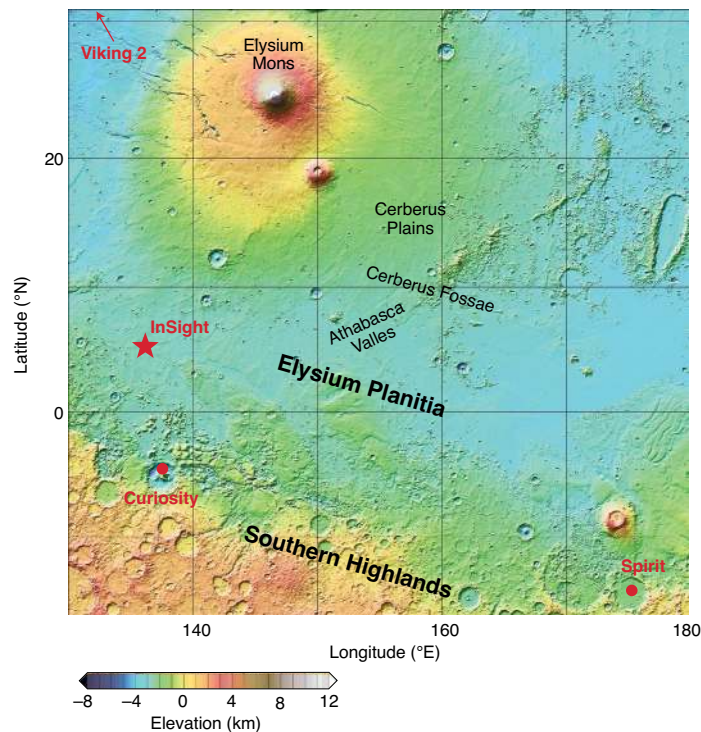 Viking 2
Elysium
Mons
20
Cerberus
Plains
Cerberus Fossae
Athabasca
Valles
InSight
Latitude (°N)
Elysium Planitia
0
Curiosity
Southern Highlands
Spirit
140
160
180
Longitude (°E)
−8
−4
0
4
8
12
Elevation (km)